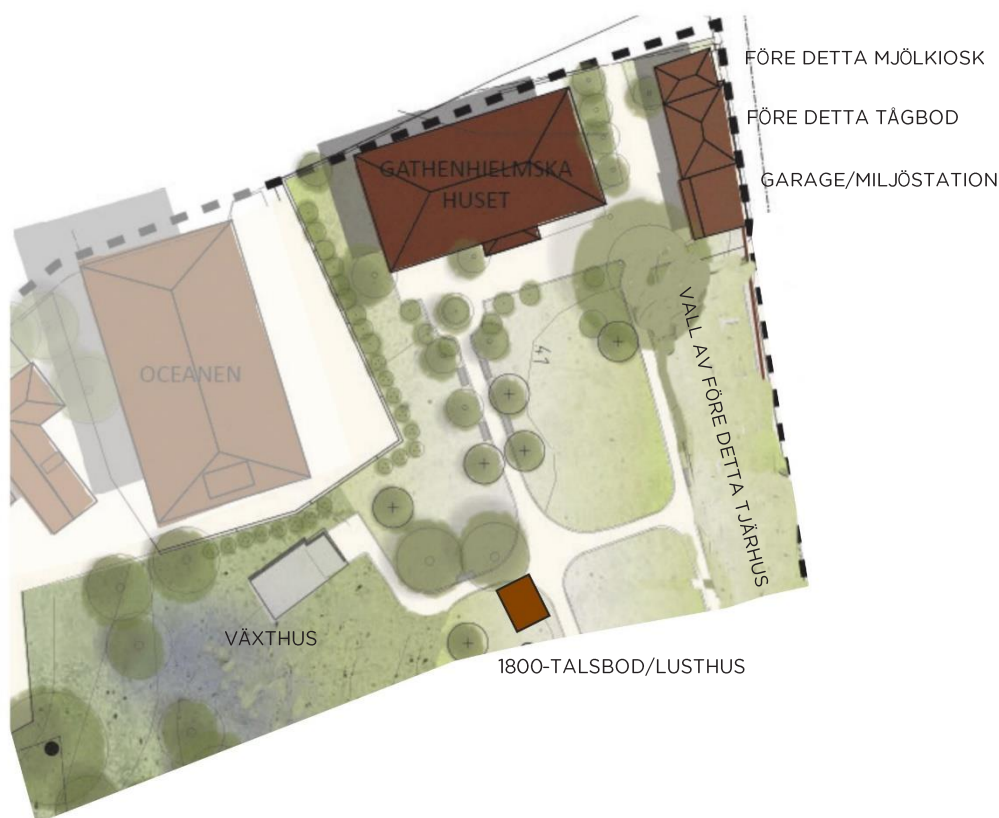 FÖRE DETTA MJÖLKIOSK
FÖRE DETTA TÅGBOD
GATHENHIELMSKA
HUSET
GARAGE/MILJÖSTATION
OCEANEN
41
VALL AV FÖRE DETTA TJÄRHUS
VÄXTHUS
1800-TALSBOD/LUSTHUS